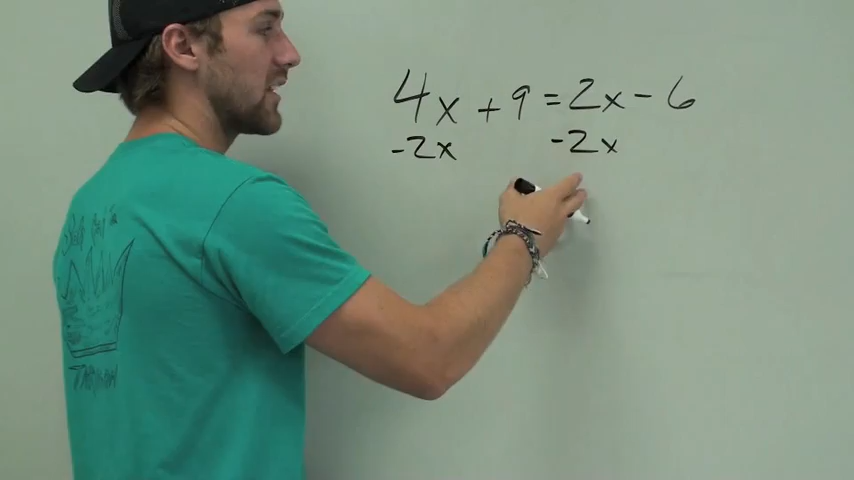 4x + 9 = 2x - 6
-2x -2x